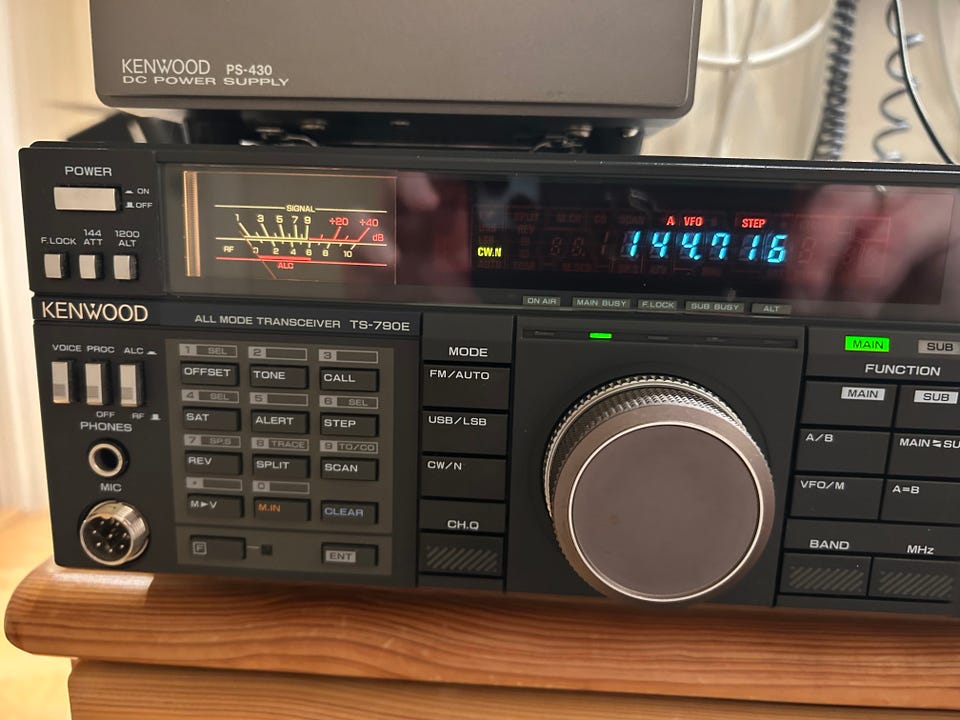 KENWOOD PS-430
DC POWER SUPPLY
POWER
ON
OFF
F.LOCK 144 ATT 1200 ALT
SIGNAL
1 3 5 7 9 +20 +40
dB
RF 0 2 4 6 8 10
ALC
A VFO STEP
CW.N 144.716
ON AIR MAIN BUSY F.LOCK SUB BUSY ALT
KENWOOD
ALL MODE TRANSCEIVER TS-790E
VOICE PROC ALC
OFF RF
PHONES
MIC
1 SEL 2 3
OFFSET TONE CALL
4 SEL 5 6 SEL
SAT ALERT STEP
7 SP.S 8 TRACE 9 TO/CO
REV SPLIT SCAN
• 0
M►V M.IN CLEAR
F ENT
MODE
FM/AUTO
USB/LSB
CW/N
CH.Q
MAIN SUB
FUNCTION
MAIN SUB
A/B MAIN⇆SU
VFO/M A=B
BAND MHz